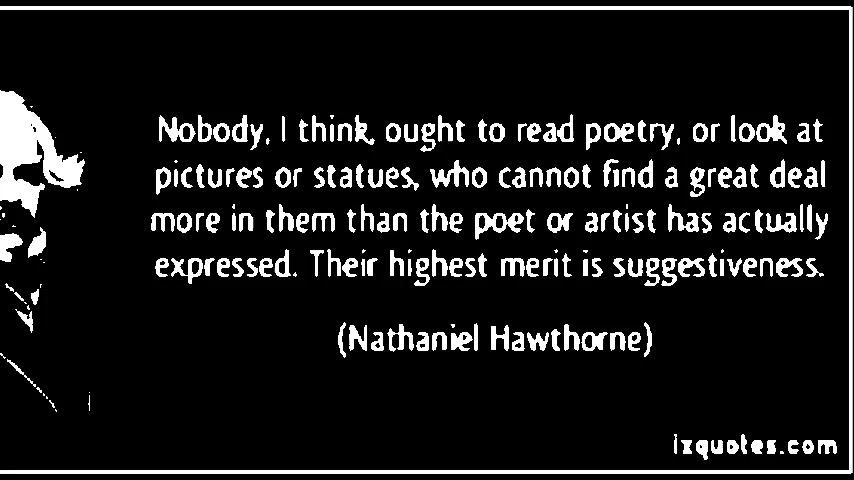 Nobody, I think, ought to read poetry, or look at
pictures or statues, who cannot find a great deal
more in them than the poet or artist has actually
expressed. Their highest merit is suggestiveness.
(Nathaniel Hawthorne)
izquotes.com